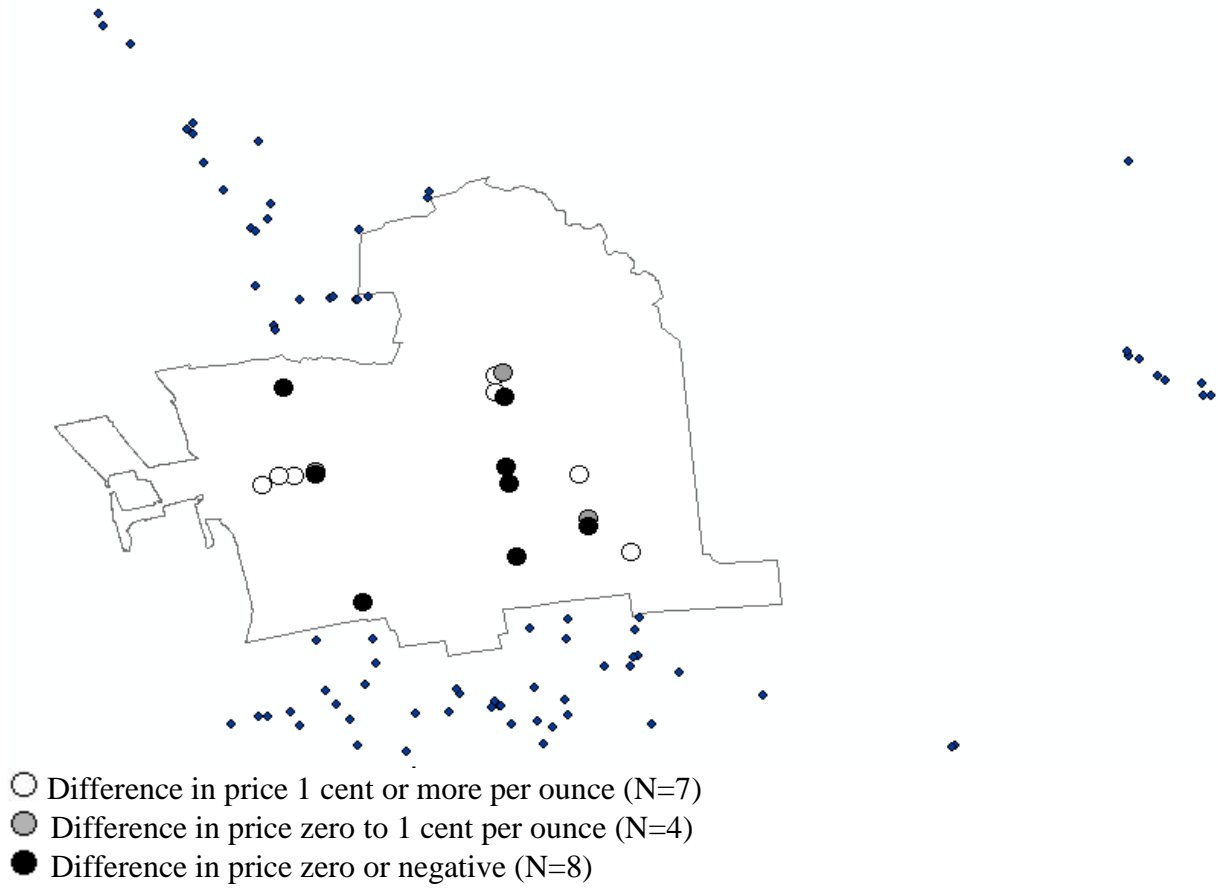 Difference in price 1 cent or more per ounce (N=7)
Difference in price zero to 1 cent per ounce (N=4)
Difference in price zero or negative (N=8)